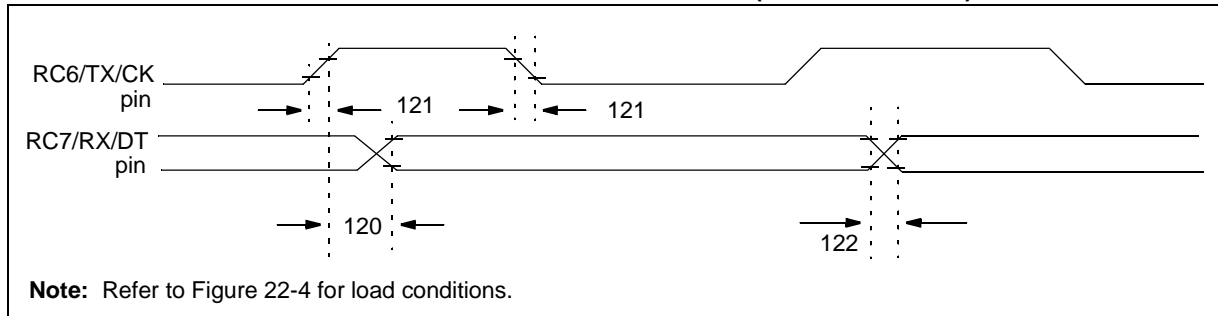 RC6/TX/CK
pin
121
121
RC7/RX/DT
pin
120
122
Note: Refer to Figure 22-4 for load conditions.